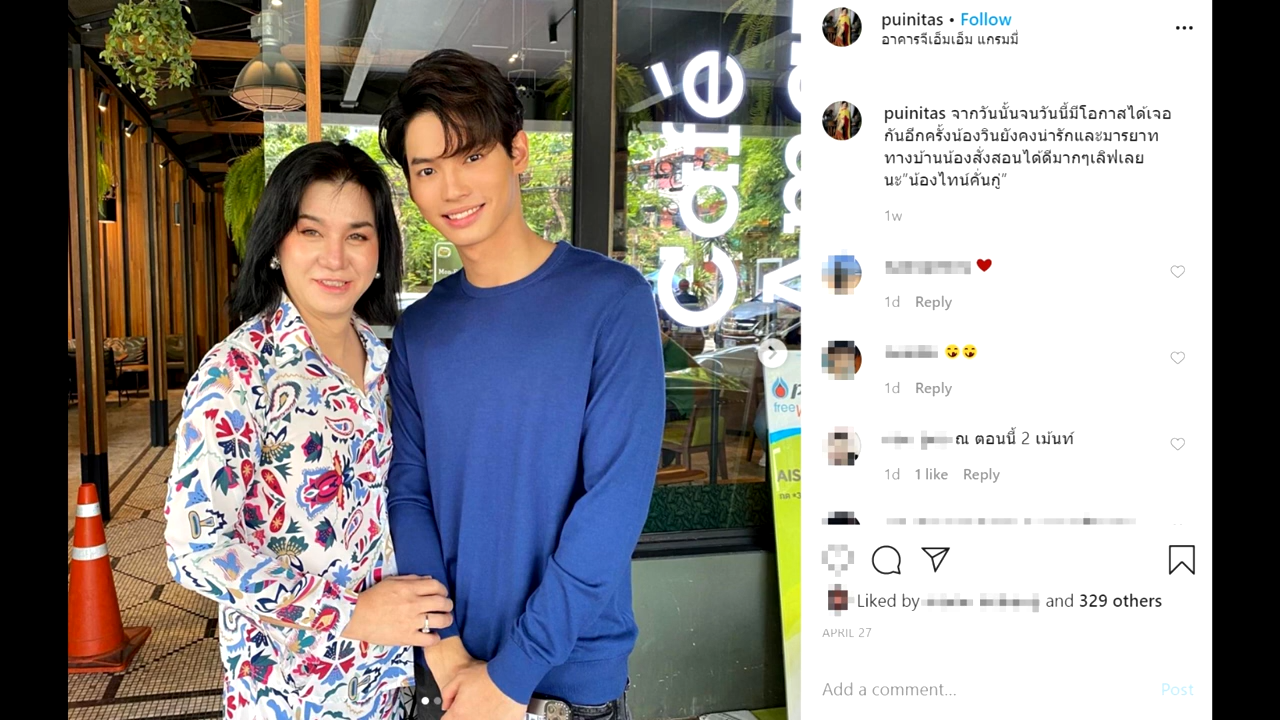 Café
Ama
free
AIS
puinitas • Follow
อาคารจีเอ็มเอ็ม แกรมมี่
puinitas จากวันนั้นจนวันนี้มีโอกาสได้เจอ
กันอีกครั้งน้องวินยังคงน่ารักและมารยาท
ทางบ้านน้องสั่งสอนได้ดีมากๆเลิฟเลย
นะ"น้องไทน์คั่นกู่"
1w
1d Reply
1d Reply
ณ ตอนนี้ 2 เม้นท์
1d 1 like Reply
Liked by
and 329 others
APRIL 27
Add a comment...
Post